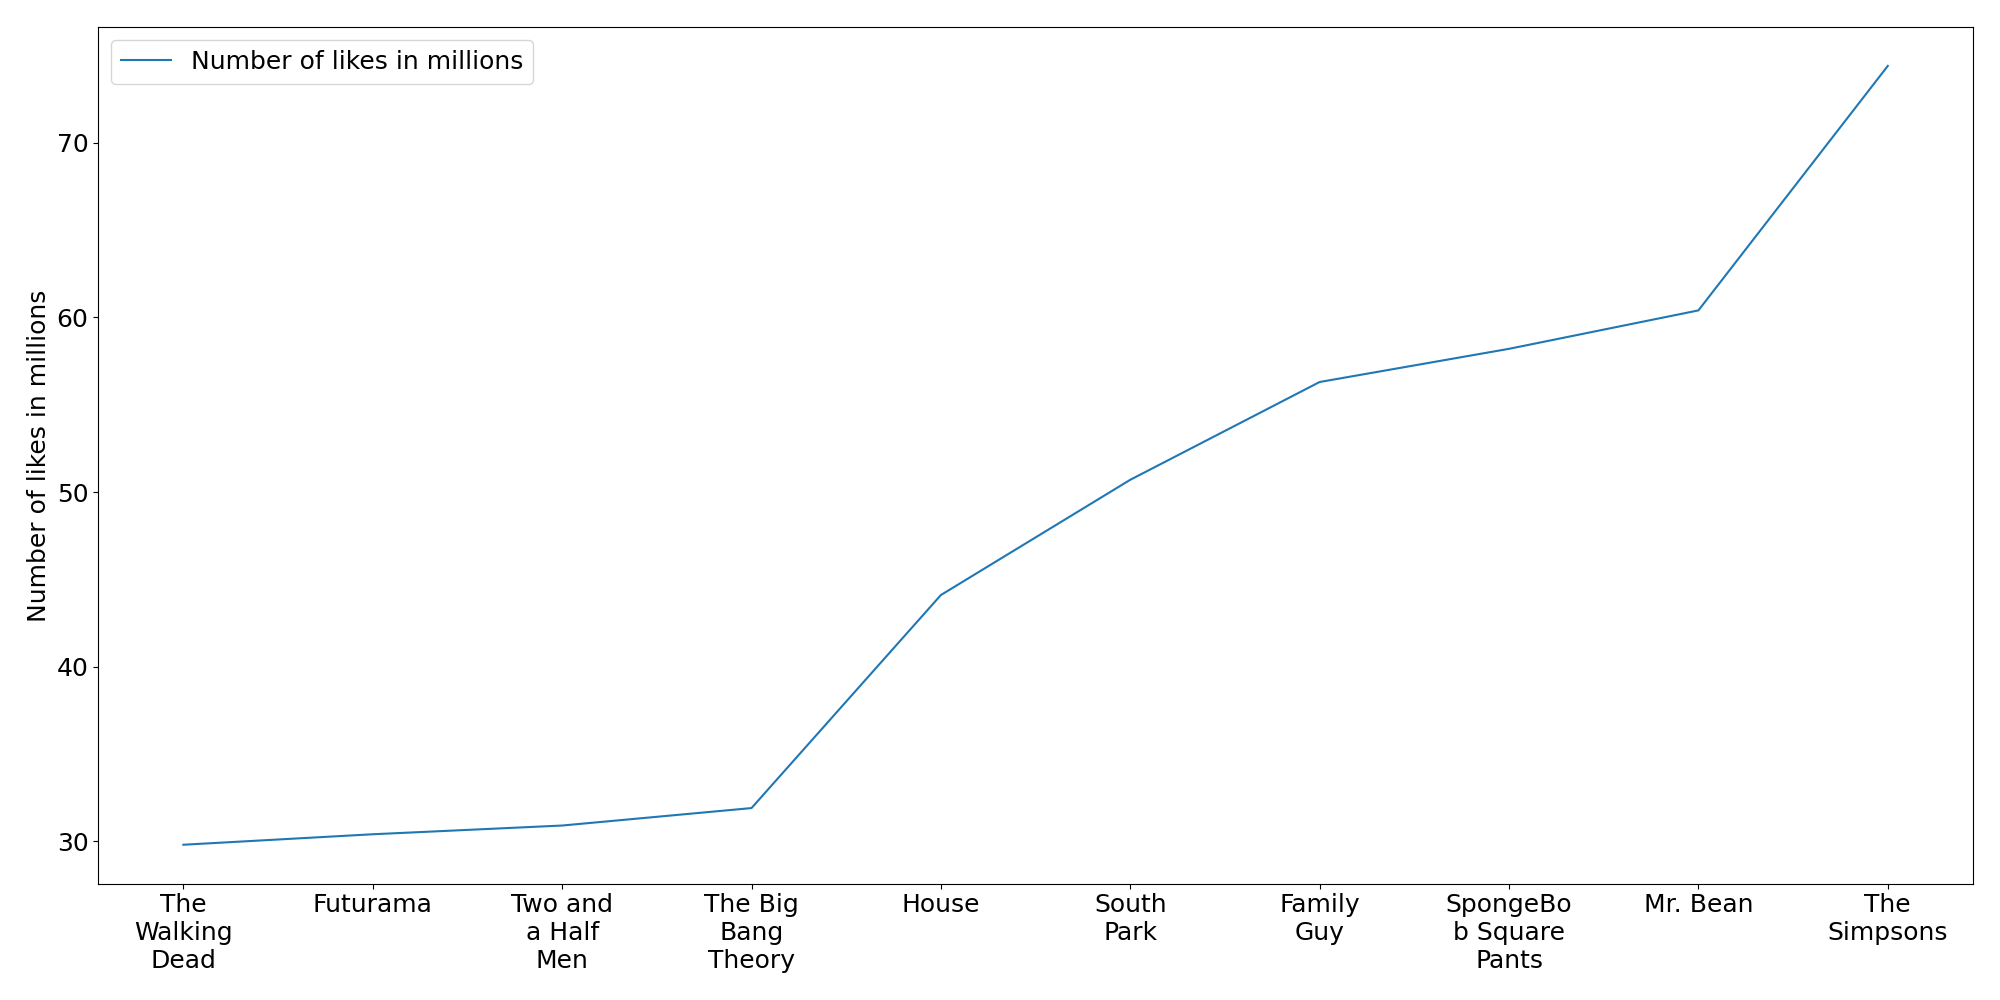 Number of likes in millions
Number of likes in millions
70
60
50
40
30
The
Walking
Dead
Futurama
Two and
a Half
Men
The Big
Bang
Theory
House
South
Park
Family
Guy
SpongeBo
b Square
Pants
Mr. Bean
The
Simpsons